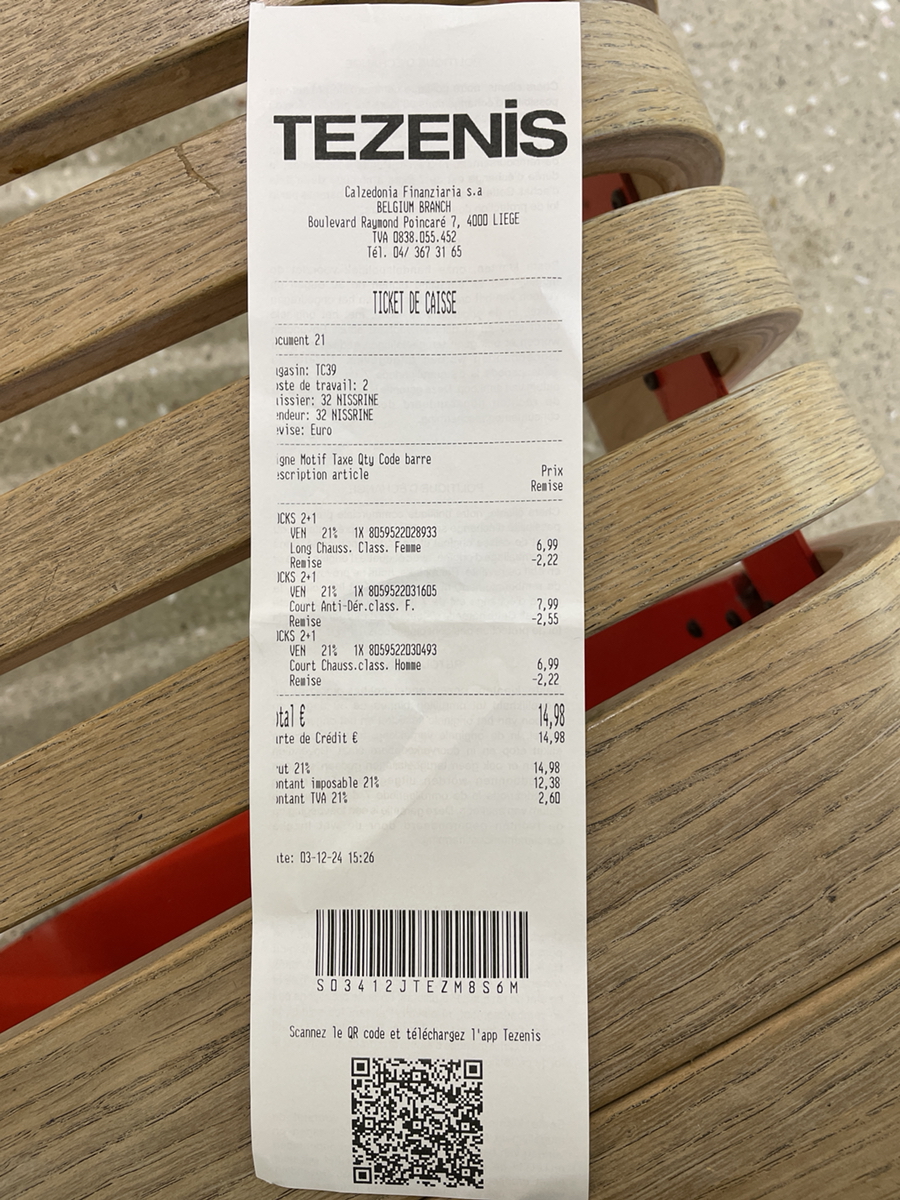 TEZENIS
Calzedonia Finanziaria s.a
BELGIUM BRANCH
Boulevard Raymond Poincaré 7, 4000 LIEGE
TVA 0838.055.452
Tél. 04/ 367 31 65
TICKET DE CAISSE
ocument 21
agasin: TC39
oste de travail: 2
aissier: 32 NISSRINE
endeur: 32 NISSRINE
evise: Euro
igne Motif Taxe Qty Code barre
escription article Prix
Remise
OCKS 2+1
VEN 21% 1X 8059522028933
Long Chauss. Class. Femme 6,99
Remise -2,22
OCKS 2+1
VEN 21% 1X 8059522031605
Court Anti-Dér.class. F. 7,99
Remise -2,55
OCKS 2+1
VEN 21% 1X 8059522030493
Court Chauss.class. Homme 6,99
Remise -2,22
otal € 14,98
arte de Crédit € 14,98
rut 21% 14,98
ontant imposable 21% 12,38
ontant TVA 21% 2,60
ate: 03-12-24 15:26
S03412JTEZM8S6M
Scannez le QR code et téléchargez l'app Tezenis